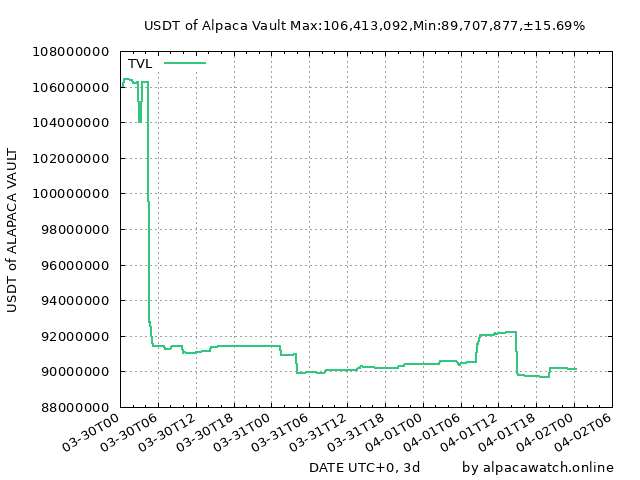 USDT of Alpaca Vault Max:106,413,092,Min:89,707,877,±15.69%
TVL
USDT of ALAPACA VAULT
108000000
106000000
104000000
102000000
100000000
98000000
96000000
94000000
92000000
90000000
88000000
03-30T00
03-30T06
03-30T12
03-30T18
03-31T00
03-31T06
03-31T12
03-31T18
04-01T00
04-01T06
04-01T12
04-01T18
04-02T00
04-02T06
DATE UTC+0, 3d
by alpacawatch.online